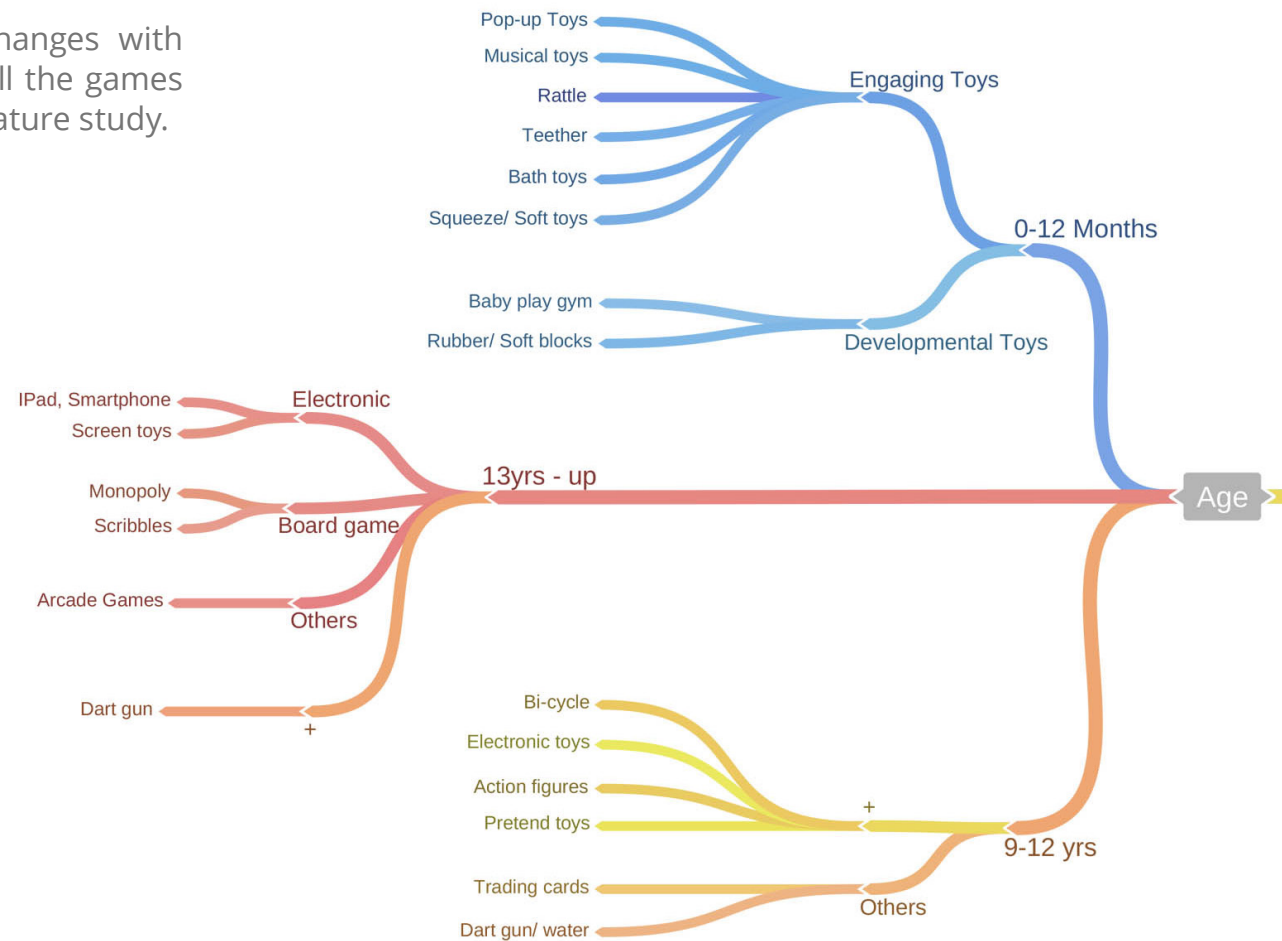 hanges with
ll the games
ature study.
Pop-up Toys
Musical toys
Rattle
Teether
Bath toys
Squeeze/ Soft toys
Engaging Toys
0-12 Months
Baby play gym
Rubber/ Soft blocks
Developmental Toys
IPad, Smartphone
Screen toys
Electronic
Monopoly
Scribbles
Board game
Arcade Games
Others
Dart gun
+
13yrs - up
Age
Bi-cycle
Electronic toys
Action figures
Pretend toys
+
9-12 yrs
Trading cards
Dart gun/ water
Others